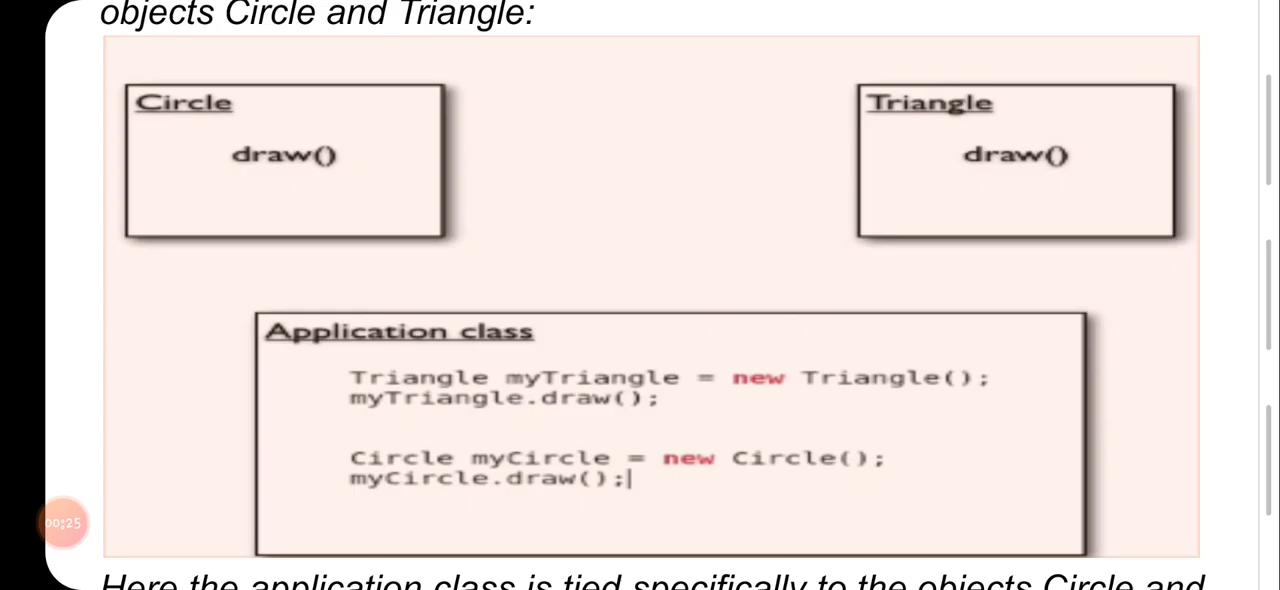 objects Circle and Triangle:
Circle
draw()
Triangle
draw()
Application class
Triangle myTriangle = new Triangle();
myTriangle.draw();
Circle myCircle = new Circle();
myCircle.draw();
00:25
Here the application class is tied specifically to the objects Circle and